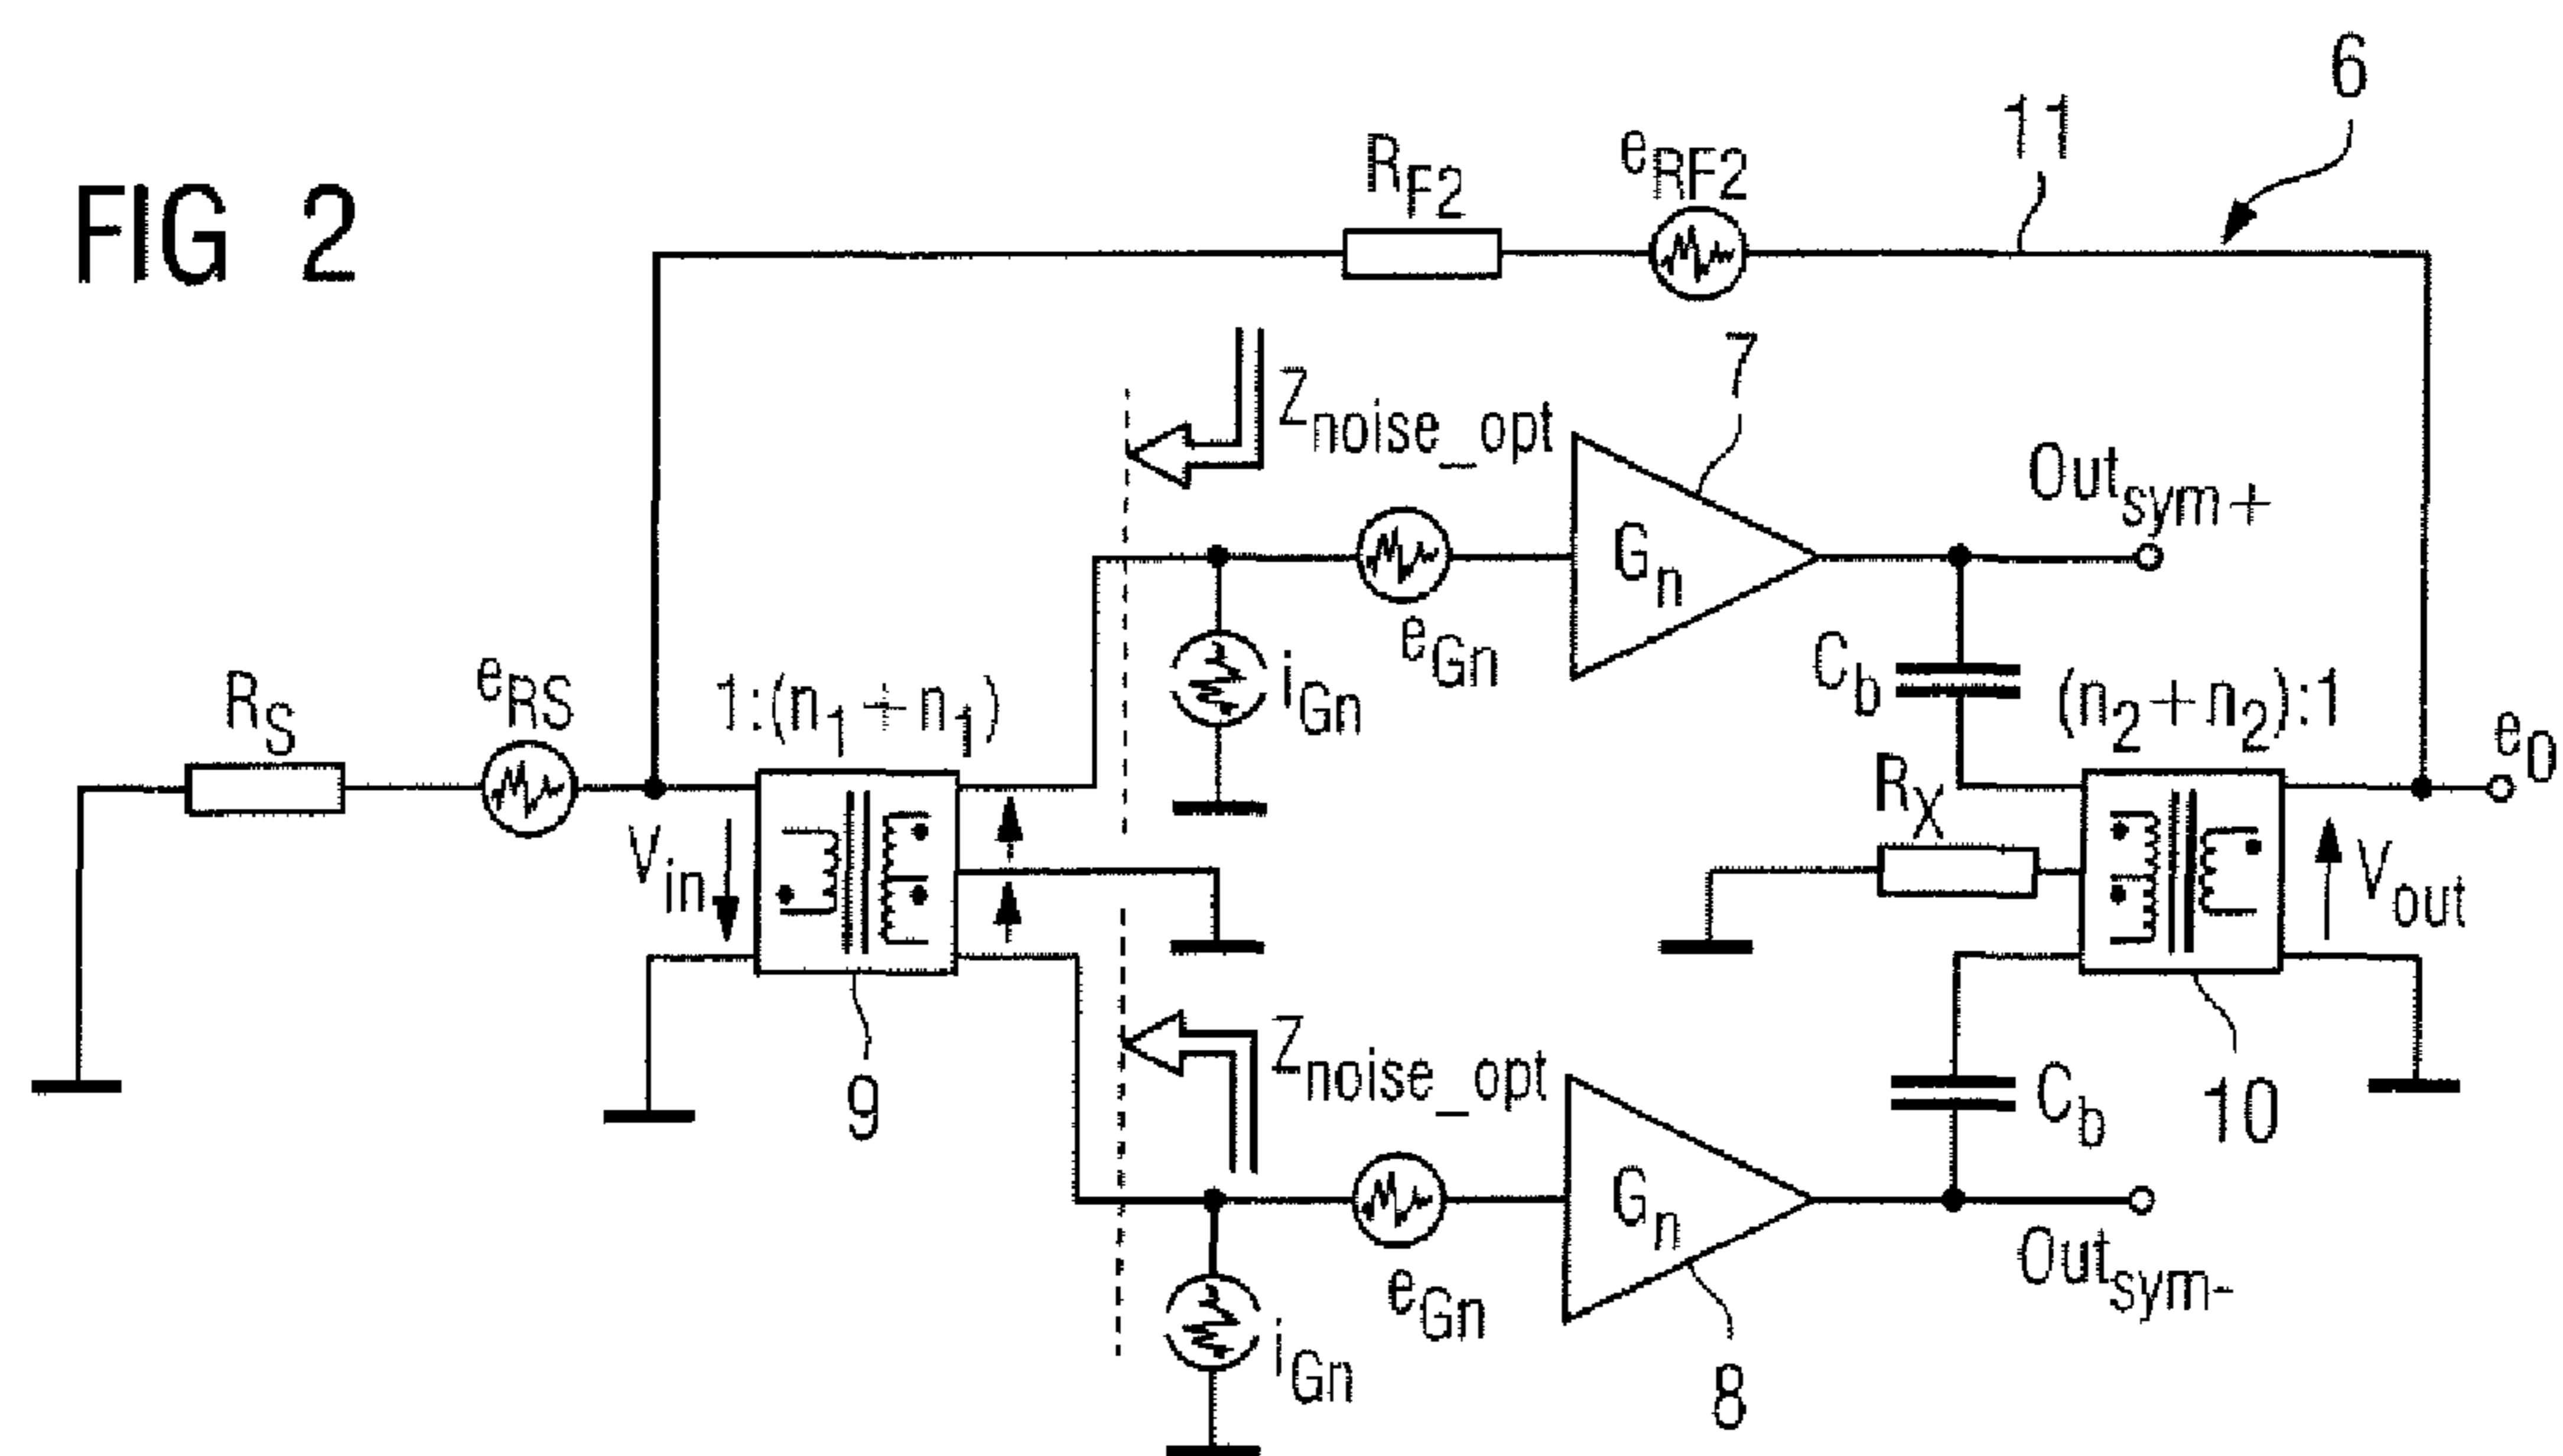 FIG 2
6
11
R_F2
e_RF2
7
Z_noise_opt
Out_sym+
G_n
e_Gn
i_Gn
C_b
(n_2+n_2):1
R_S
e_RS
1:(n_1+n_1)
V_in
R_X
e_0
V_out
9
Z_noise_opt
10
C_b
G_n
e_Gn
i_Gn
Out_sym-
8